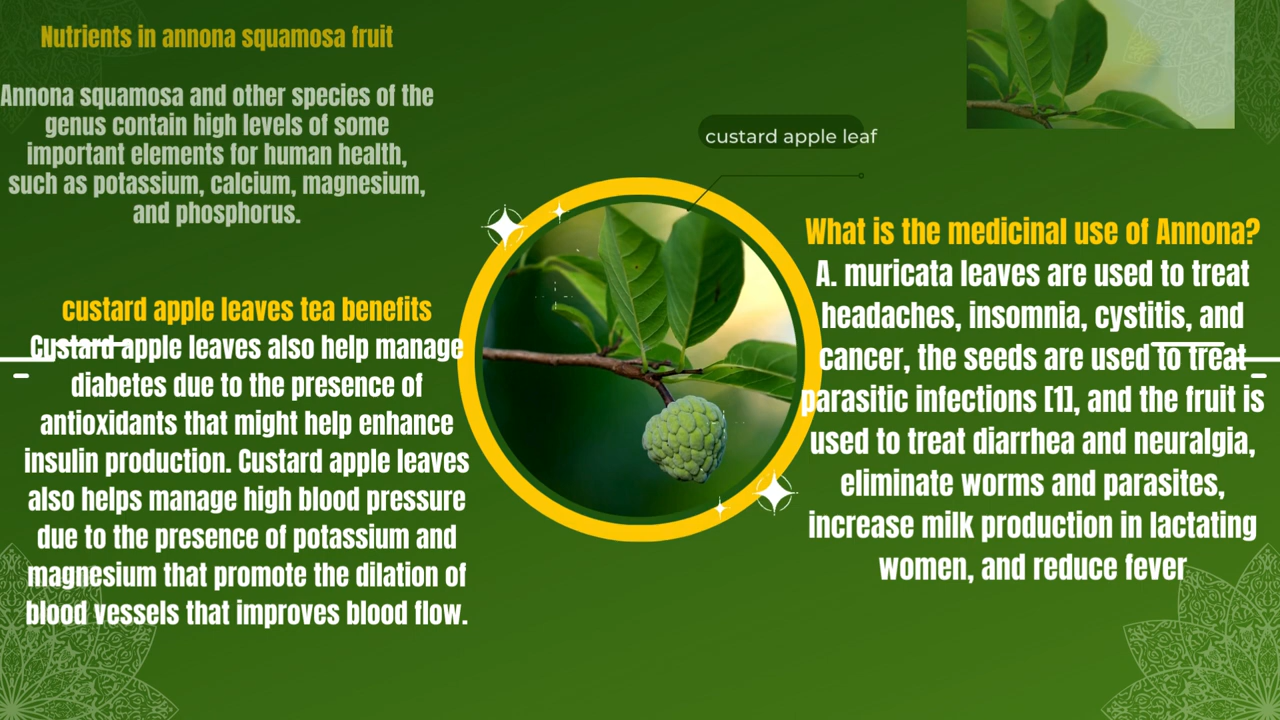 Nutrients in annona squamosa fruit
Annona squamosa and other species of the
genus contain high levels of some
important elements for human health,
such as potassium, calcium, magnesium,
and phosphorus.
custard apple leaves tea benefits
Custard apple leaves also help manage
diabetes due to the presence of
antioxidants that might help enhance
insulin production. Custard apple leaves
also helps manage high blood pressure
due to the presence of potassium and
magnesium that promote the dilation of
blood vessels that improves blood flow.
custard apple leaf
What is the medicinal use of Annona?
A. muricata leaves are used to treat
headaches, insomnia, cystitis, and
cancer, the seeds are used to treat
parasitic infections [1], and the fruit is
used to treat diarrhea and neuralgia,
eliminate worms and parasites,
increase milk production in lactating
women, and reduce fever